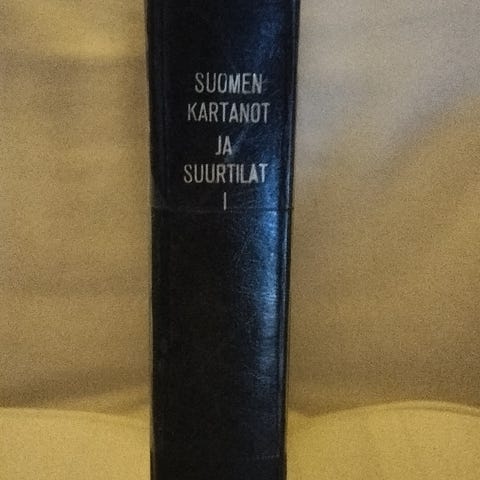 SUOMEN
KARTANOT
JA
SUURTILAT
I